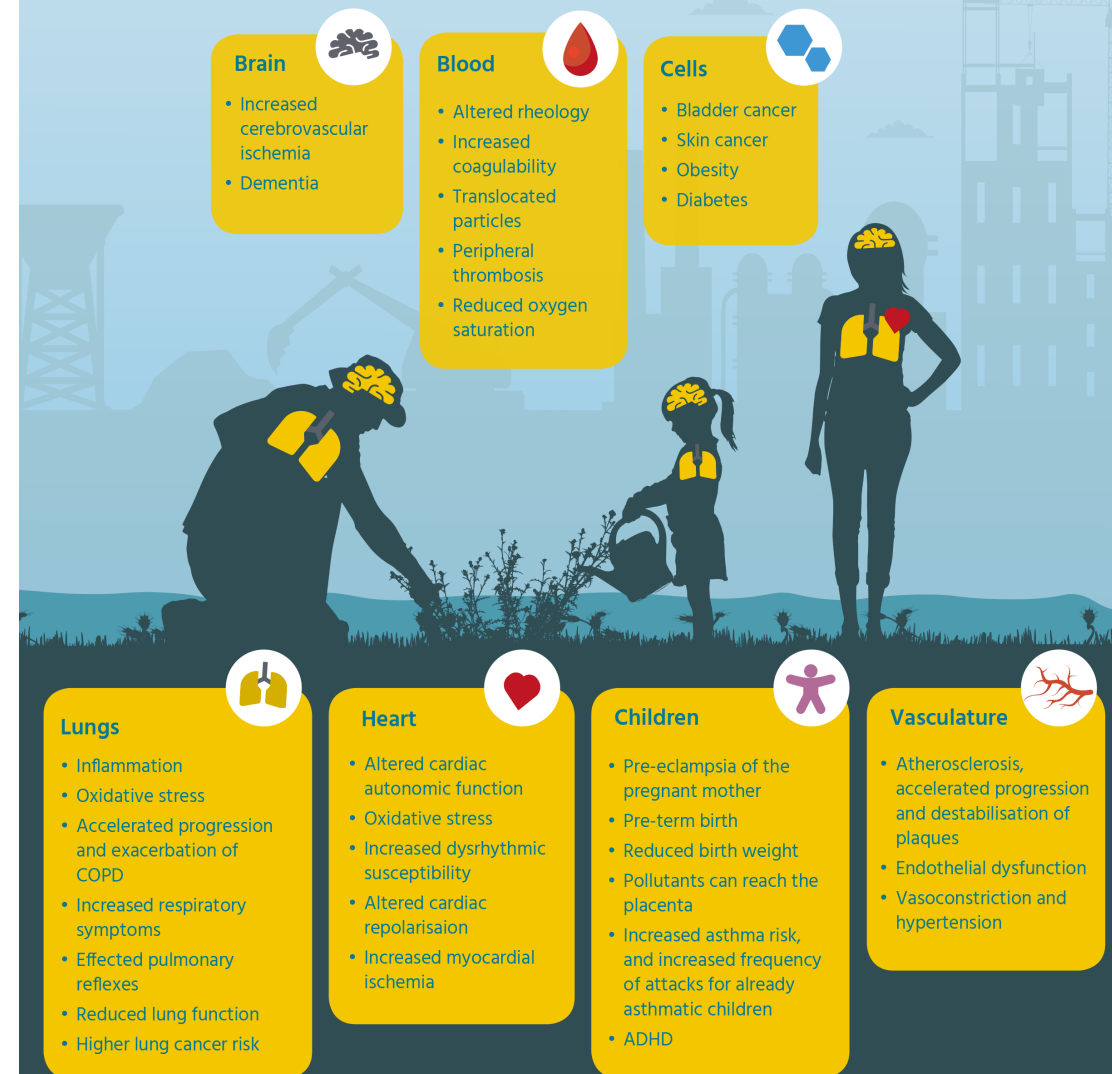 Brain
• Increased
cerebrovascular
ischemia
• Dementia
Blood
• Altered rheology
• Increased
coagulability
• Translocated
particles
• Peripheral
thrombosis
• Reduced oxygen
saturation
Cells
• Bladder cancer
• Skin cancer
• Obesity
• Diabetes
Lungs
• Inflammation
• Oxidative stress
• Accelerated progression
and exacerbation of
COPD
• Increased respiratory
symptoms
• Effected pulmonary
reflexes
• Reduced lung function
• Higher lung cancer risk
Heart
• Altered cardiac
autonomic function
• Oxidative stress
• Increased dysrhythmic
susceptibility
• Altered cardiac
repolarisaion
• Increased myocardial
ischemia
Children
• Pre-eclampsia of the
pregnant mother
• Pre-term birth
• Reduced birth weight
• Pollutants can reach the
placenta
• Increased asthma risk,
and increased frequency
of attacks for already
asthmatic children
• ADHD
Vasculature
• Atherosclerosis,
accelerated progression
and destabilisation of
plaques
• Endothelial dysfunction
• Vasoconstriction and
hypertension